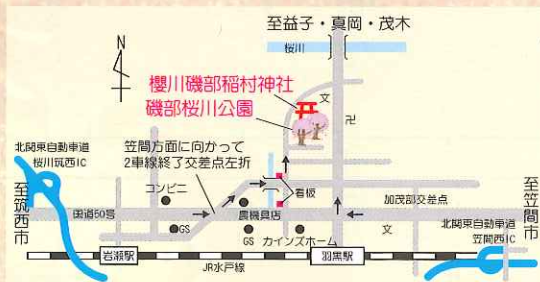 至益子・真岡・茂木
桜川
N
文
櫻川磯部稲村神社
磯部桜川公園
卍
北関東自動車道
桜川筑西IC
笠間方面に向かって
2車線終了交差点左折
コンビニ
看板
加茂部交差点
至筑西市
国道50号
農機具店
至笠間市
GS
GS
カインズホーム
文
北関東自動車道
笠間西IC
岩瀬駅
羽黒駅
JR水戸線